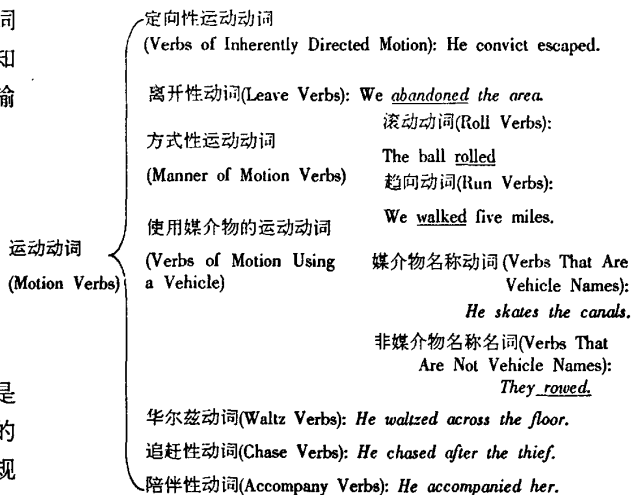 词
知
输
是
的
规
运动动词
(Motion Verbs)
定向性运动动词
(Verbs of Inherently Directed Motion): He convict escaped.
离开性动词(Leave Verbs): We abandoned the area.
方式性运动动词
(Manner of Motion Verbs)
滚动动词(Roll Verbs):
The ball rolled
趋向动词(Run Verbs):
We walked five miles.
使用媒介物的运动动词
(Verbs of Motion Using
a Vehicle)
媒介物名称动词(Verbs That Are
Vehicle Names):
He skates the canals.
非媒介物名称名词(Verbs That
Are Not Vehicle Names):
They rowed.
华尔兹动词(Waltz Verbs): He waltzed across the floor.
追赶性动词(Chase Verbs): He chased after the thief.
陪伴性动词(Accompany Verbs): He accompanied her.